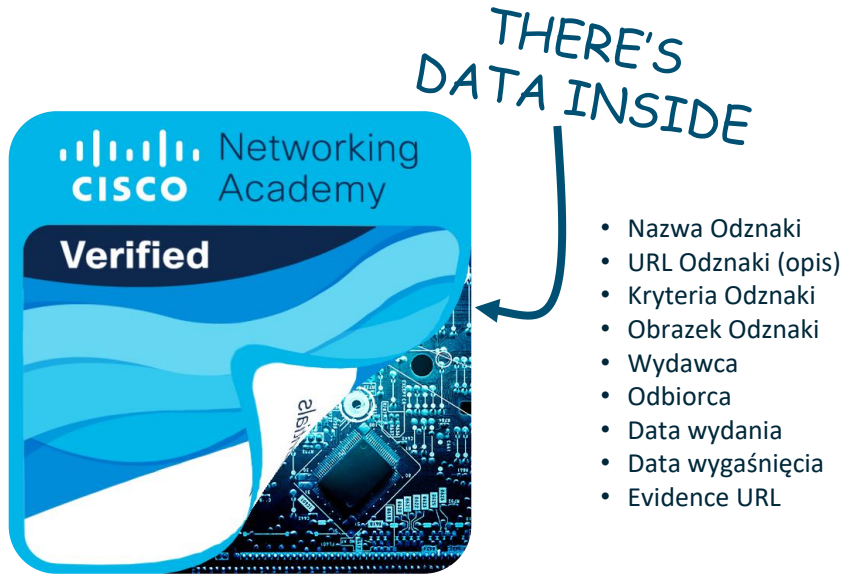 THERE'S
DATA INSIDE
CISCO
Networking
Academy
Verified
• Nazwa Odznaki
• URL Odznaki (opis)
• Kryteria Odznaki
• Obrazek Odznaki
• Wydawca
• Odbiorca
• Data wydania
• Data wygaśnięcia
• Evidence URL